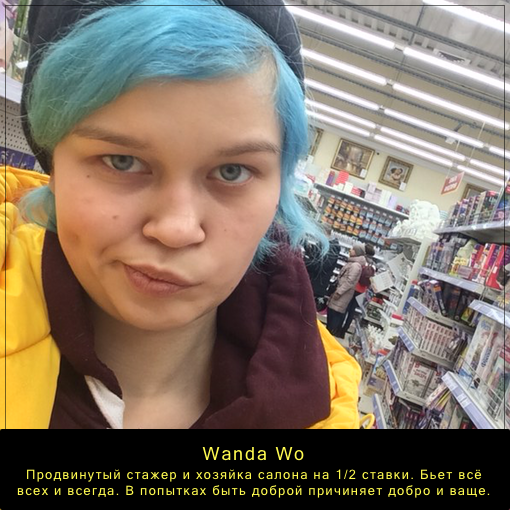 Wanda Wo
Продвинутый стажер и хозяйка салона на 1/2 ставки. Бьет всё
всех и всегда. В попытках быть доброй причиняет добро и ваще.